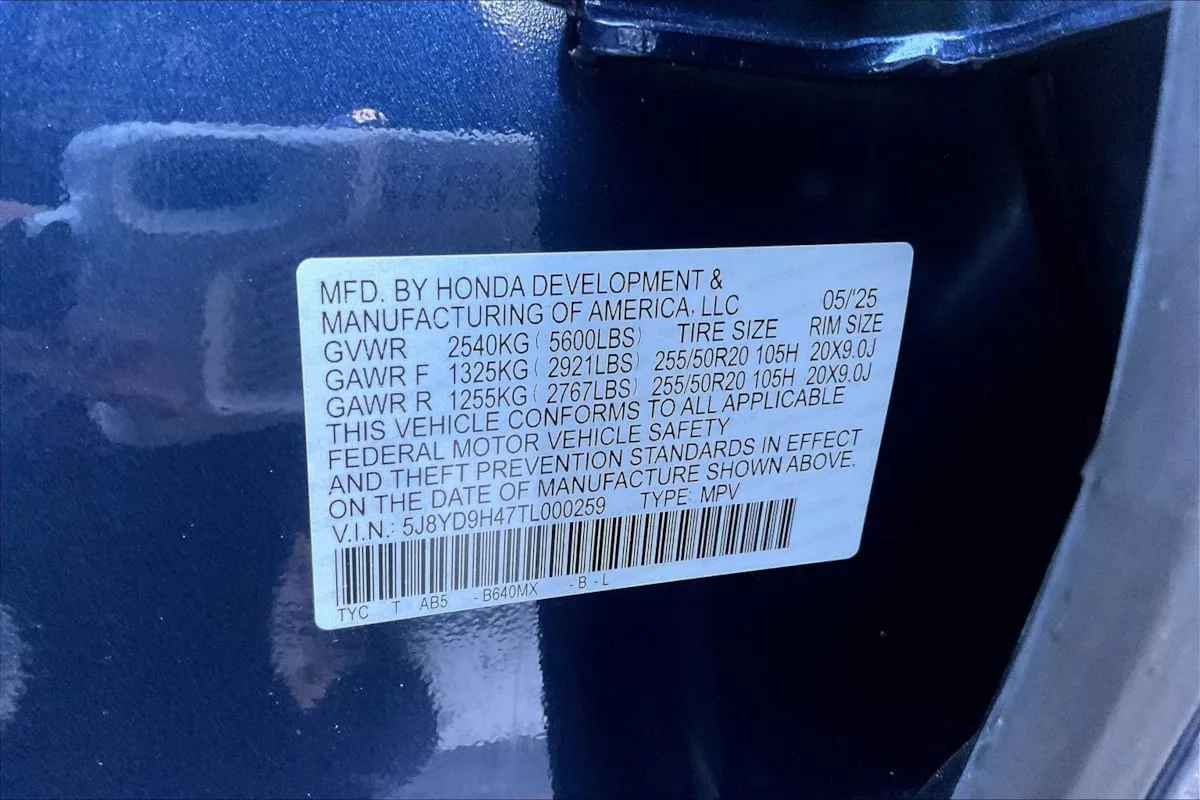 MFD. BY HONDA DEVELOPMENT &
MANUFACTURING OF AMERICA, LLC 05/'25
GVWR 2540KG ( 5600LBS) TIRE SIZE RIM SIZE
GAWR F 1325KG ( 2921LBS) 255/50R20 105H 20X9.0J
GAWR R 1255KG ( 2767LBS) 255/50R20 105H 20X9.0J
THIS VEHICLE CONFORMS TO ALL APPLICABLE
FEDERAL MOTOR VEHICLE SAFETY
AND THEFT PREVENTION STANDARDS IN EFFECT
ON THE DATE OF MANUFACTURE SHOWN ABOVE.
V.I.N.: 5J8YD9H47TL000259 TYPE: MPV
TYC T AB5 - B640MX - B - L